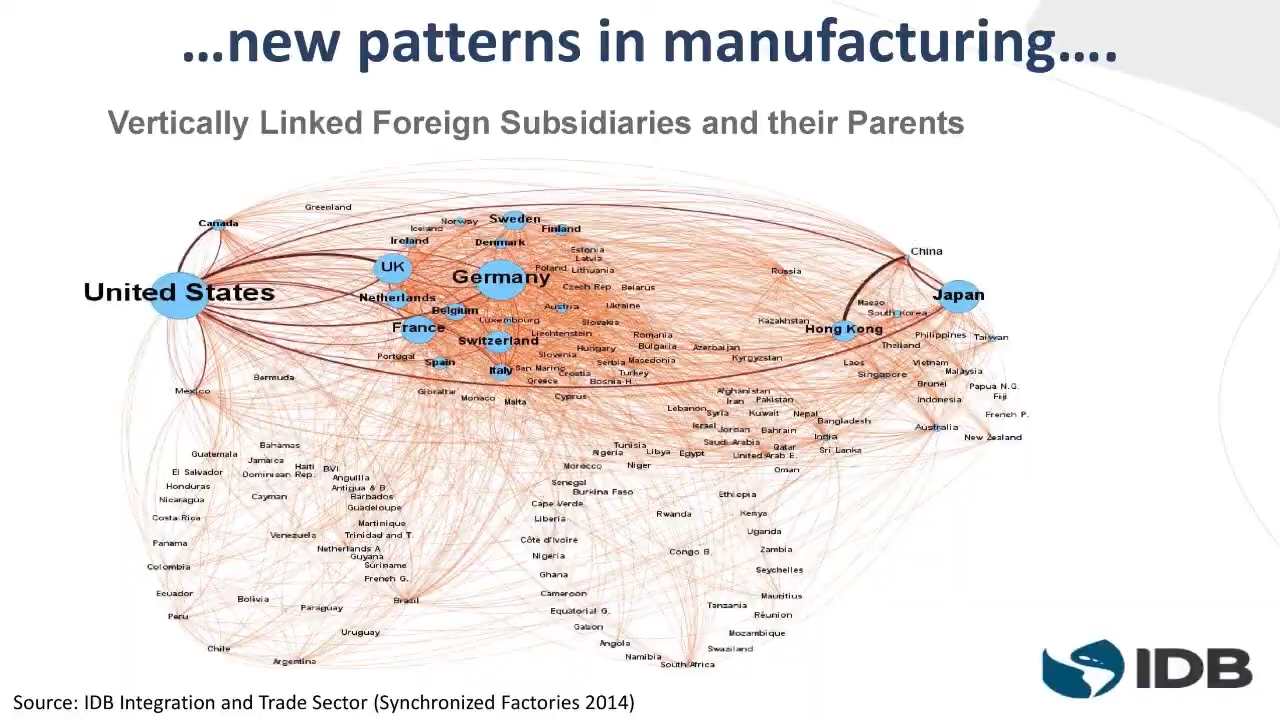 ...new patterns in manufacturing....
Vertically Linked Foreign Subsidiaries and their Parents
Greenland
Canada
Norway
Sweden
Iceland
Finland
Ireland
Denmark
Estonia
Latvia
China
UK
Poland
Lithuania
Russia
Germany
United States
Czech Rep.
Belarus
Japan
Netherlands
Macao
Belgium
Austria
Ukraine
South Korea
Luxembourg
Slovakia
Kazakhstan
France
Hong Kong
Liechtenstein
Romania
Philippines
Taiwan
Switzerland
Hungary
Bulgaria
Azerbaijan
Thailand
Portugal
Slovenia
Kyrgyzstan
Spain
Serbia
Macedonia
Laos
Vietnam
Italy
San Marino
Croatia
Turkey
Singapore
Malaysia
Bermuda
Greece
Bosnia-H.
Brunei
Papua N.G.
Mexico
Gibraltar
Monaco
Malta
Cyprus
Afghanistan
Iran
Pakistan
Indonesia
Fiji
Lebanon
Syria
Kuwait
Nepal
French P.
Israel
Jordan
Bahrain
Bangladesh
Australia
India
New Zealand
Bahamas
Tunisia
Saudi Arabia
Qatar
Sri Lanka
Guatemala
Jamaica
Algeria
Libya
Egypt
United Arab E.
El Salvador
Haiti
BVI
Morocco
Niger
Oman
Dominican Rep.
Anguilla
Honduras
Antigua & B.
Senegal
Nicaragua
Cayman
Barbados
Burkina Faso
Ethiopia
Guadeloupe
Cape Verde
Costa Rica
Martinique
Liberia
Rwanda
Kenya
Venezuela
Trinidad and T.
Uganda
Panama
Netherlands A.
Côte d'Ivoire
Guyana
Nigeria
Congo B.
Zambia
Colombia
Suriname
French G.
Ghana
Seychelles
Ecuador
Bolivia
Brazil
Cameroon
Mauritius
Paraguay
Equatorial G.
Tanzania
Peru
Réunion
Uruguay
Gabon
Mozambique
Chile
Angola
Swaziland
Argentina
Namibia
South Africa
IDB
Source: IDB Integration and Trade Sector (Synchronized Factories 2014)